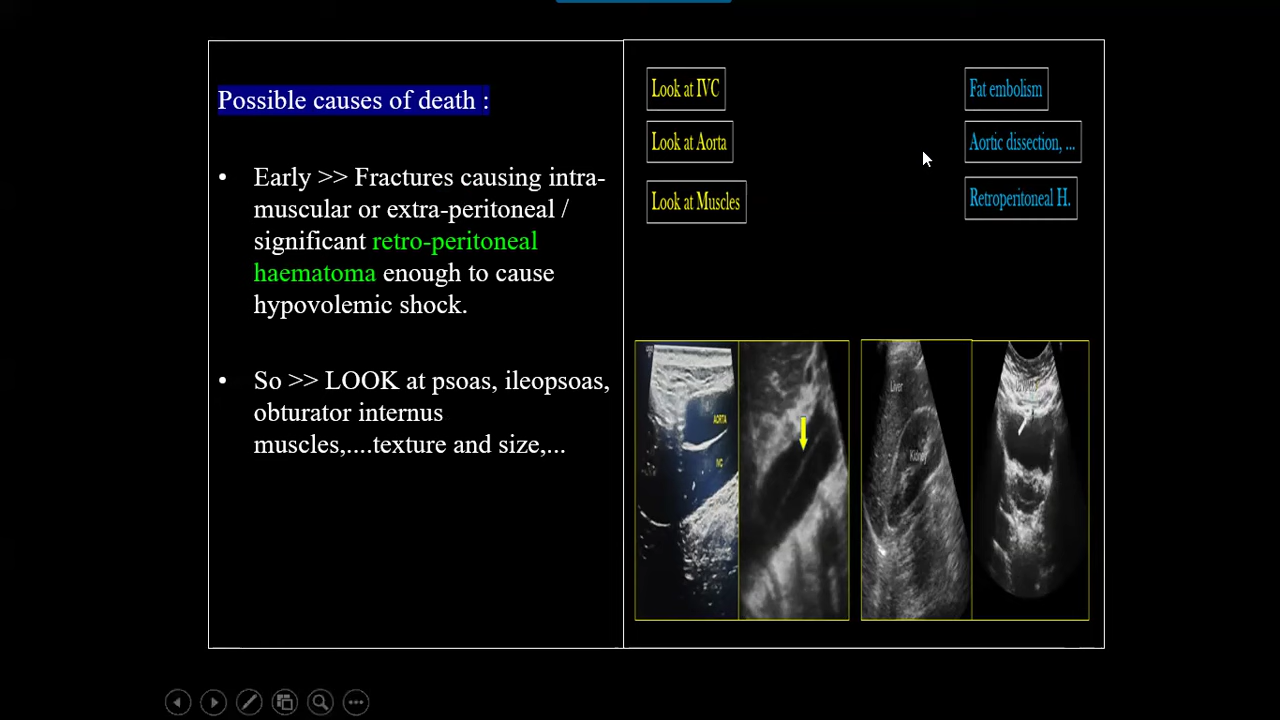 Possible causes of death :
• Early >> Fractures causing intra-
muscular or extra-peritoneal /
significant retro-peritoneal
haematoma enough to cause
hypovolemic shock.
• So >> LOOK at psoas, ileopsoas,
obturator internus
muscles,....texture and size,...
Look at IVC
Look at Aorta
Look at Muscles
Fat embolism
Aortic dissection, ...
Retroperitoneal H.
AORTA
IVC
Liver
Kidney